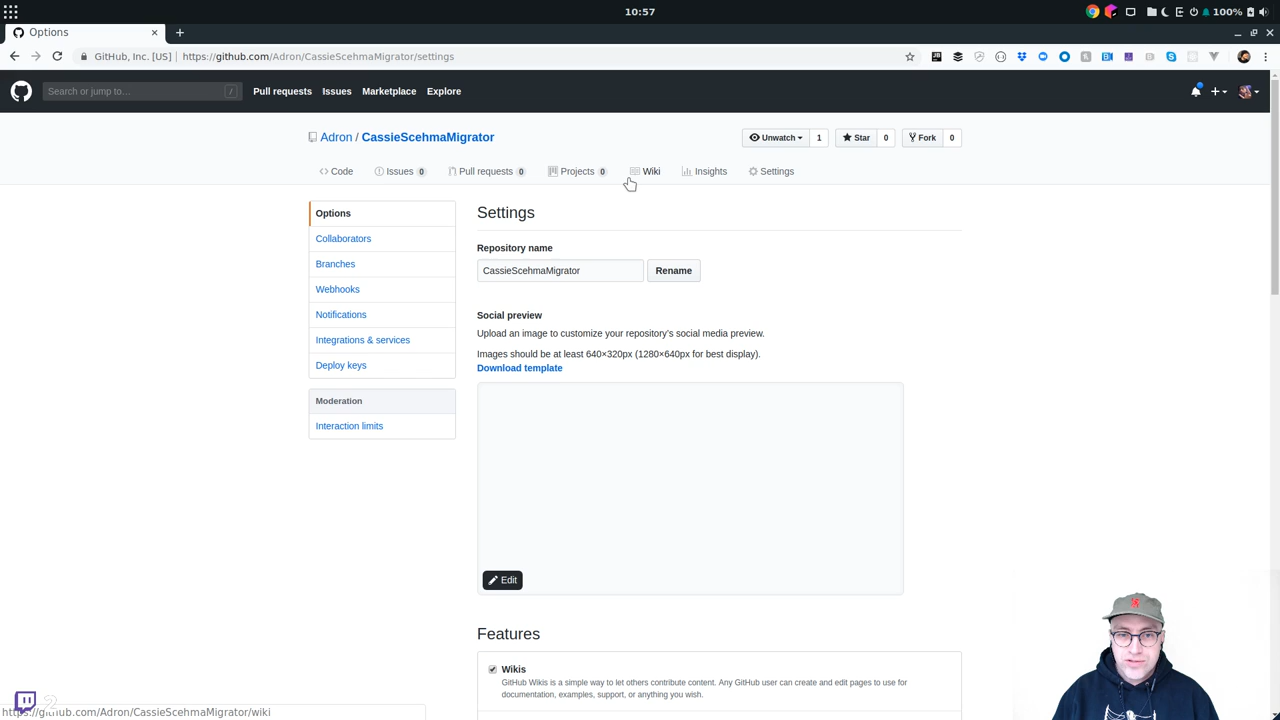 10:57
100%
Options
GitHub, Inc. [US] | https://github.com/Adron/CassieScehmaMigrator/settings
Search or jump to… /
Pull requests Issues Marketplace Explore
Adron / CassieScehmaMigrator
Unwatch 1 Star 0 Fork 0
Code Issues 0 Pull requests 0 Projects 0 Wiki Insights Settings
Options
Collaborators
Branches
Webhooks
Notifications
Integrations & services
Deploy keys
Moderation
Interaction limits
Settings
Repository name
CassieScehmaMigrator Rename
Social preview
Upload an image to customize your repository's social media preview.
Images should be at least 640×320px (1280×640px for best display).
Download template
Edit
Features
Wikis
GitHub Wikis is a simple way to let others contribute content. Any GitHub user can create and edit pages to use for
documentation, examples, support, or anything you wish.
2
https://github.com/Adron/CassieScehmaMigrator/wiki